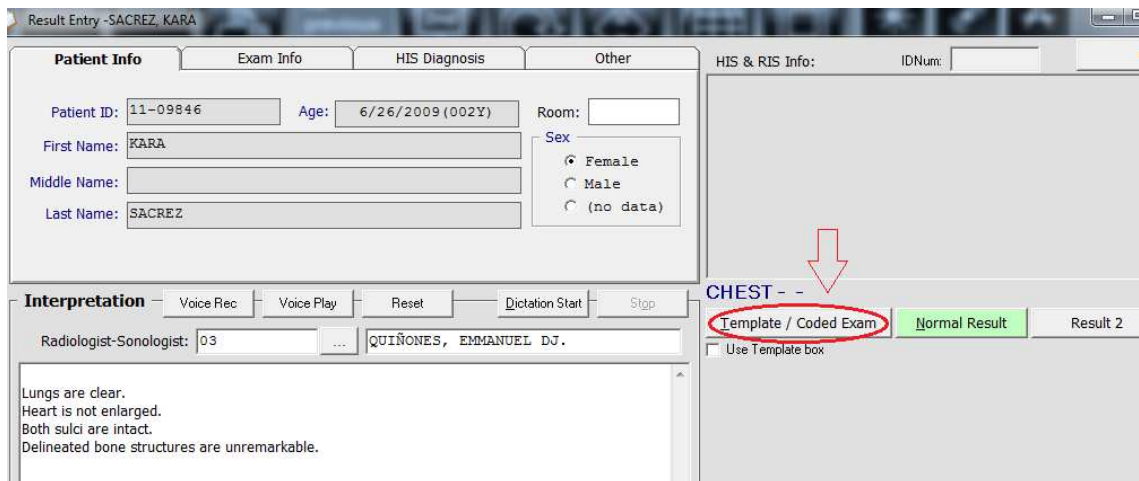 Result Entry -SACREZ, KARA
Patient Info
Exam Info
HIS Diagnosis
Other
Patient ID: 11-09846
Age: 6/26/2009(002Y)
Room:
First Name: KARA
Middle Name:
Last Name: SACREZ
Sex
Female
Male
(no data)
HIS & RIS Info:
IDNum:
Interpretation
Voice Rec
Voice Play
Reset
Dictation Start
Stop
Radiologist-Sonologist: 03
...
QUIÑONES, EMMANUEL DJ.
Lungs are clear.
Heart is not enlarged.
Both sulci are intact.
Delineated bone structures are unremarkable.
CHEST - -
Template / Coded Exam
Normal Result
Result 2
Use Template box